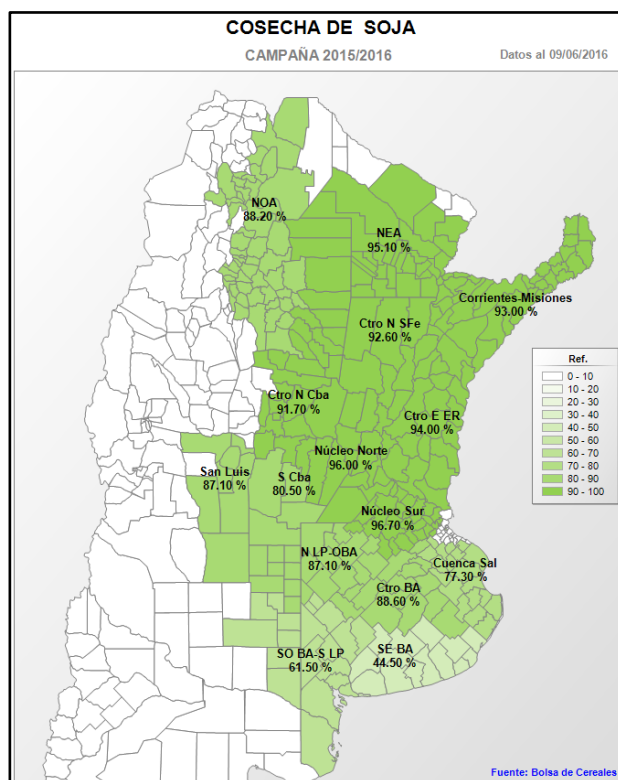 COSECHA DE SOJA
CAMPAÑA 2015/2016
Datos al 09/06/2016
NOA
88.20 %
NEA
95.10 %
Corrientes-Misiones
93.00 %
Ctro N SFe
92.60 %
Ctro N Cba
91.70 %
Ctro E ER
94.00 %
Núcleo Norte
96.00 %
San Luis
87.10 %
S Cba
80.50 %
Núcleo Sur
96.70 %
N LP-OBA
87.10 %
Cuenca Sal
77.30 %
Ctro BA
88.60 %
SO BA-S LP
61.50 %
SE BA
44.50 %
Ref.
0 - 10
10 - 20
20 - 30
30 - 40
40 - 50
50 - 60
60 - 70
70 - 80
80 - 90
90 - 100
Fuente: Bolsa de Cereales